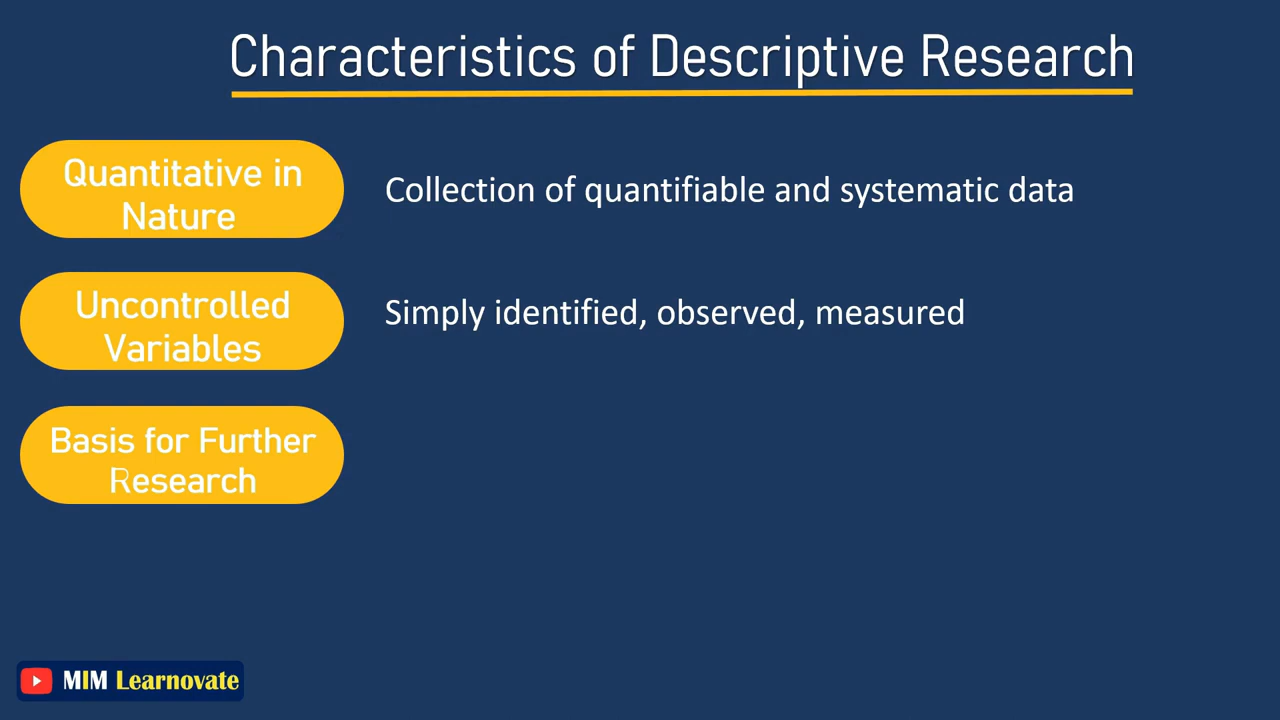 Characteristics of Descriptive Research
Quantitative in
Nature
Collection of quantifiable and systematic data
Uncontrolled
Variables
Simply identified, observed, measured
Basis for Further
Research
MIM Learnovate